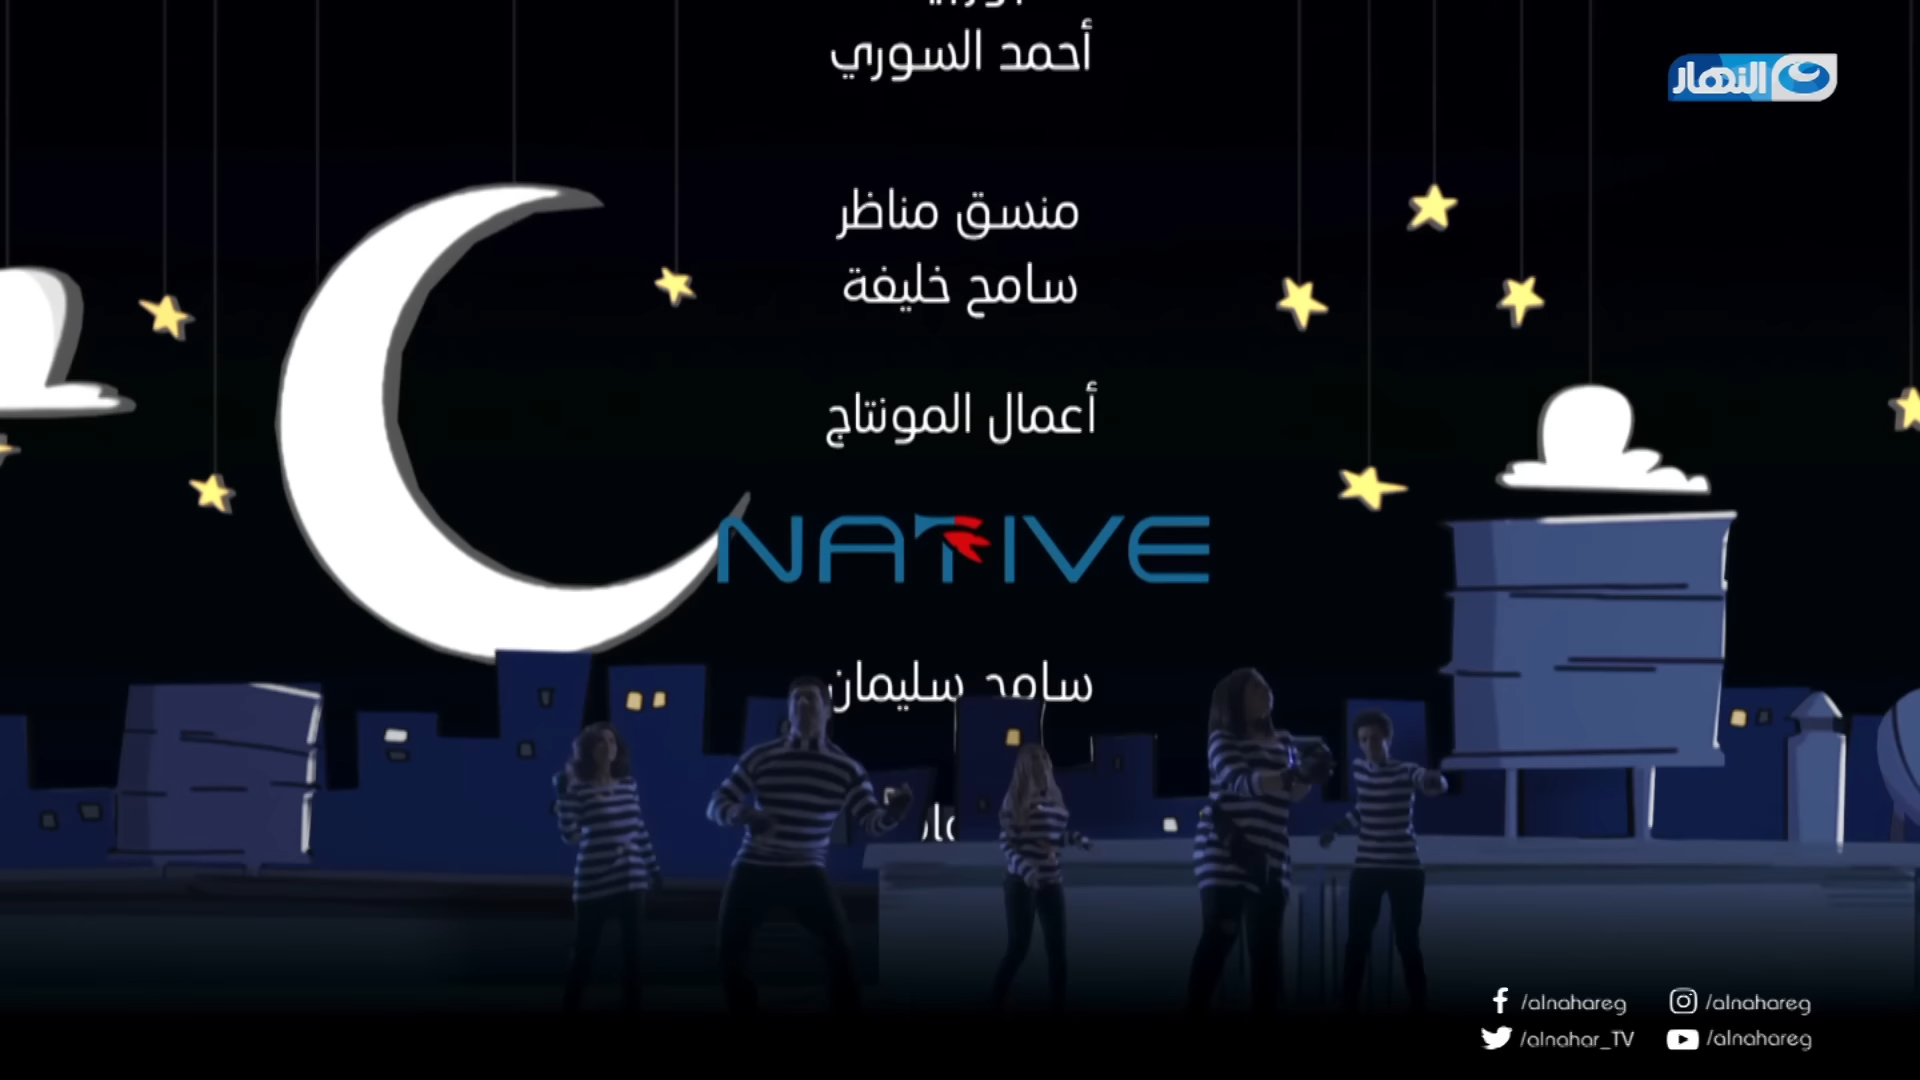 أحمد السوري
النهار
منسق مناظر
سامح خليفة
أعمال المونتاج
NATIVE
سامح سليمان
/alnahareg
/alnahareg
/alnahar_TV
/alnahareg